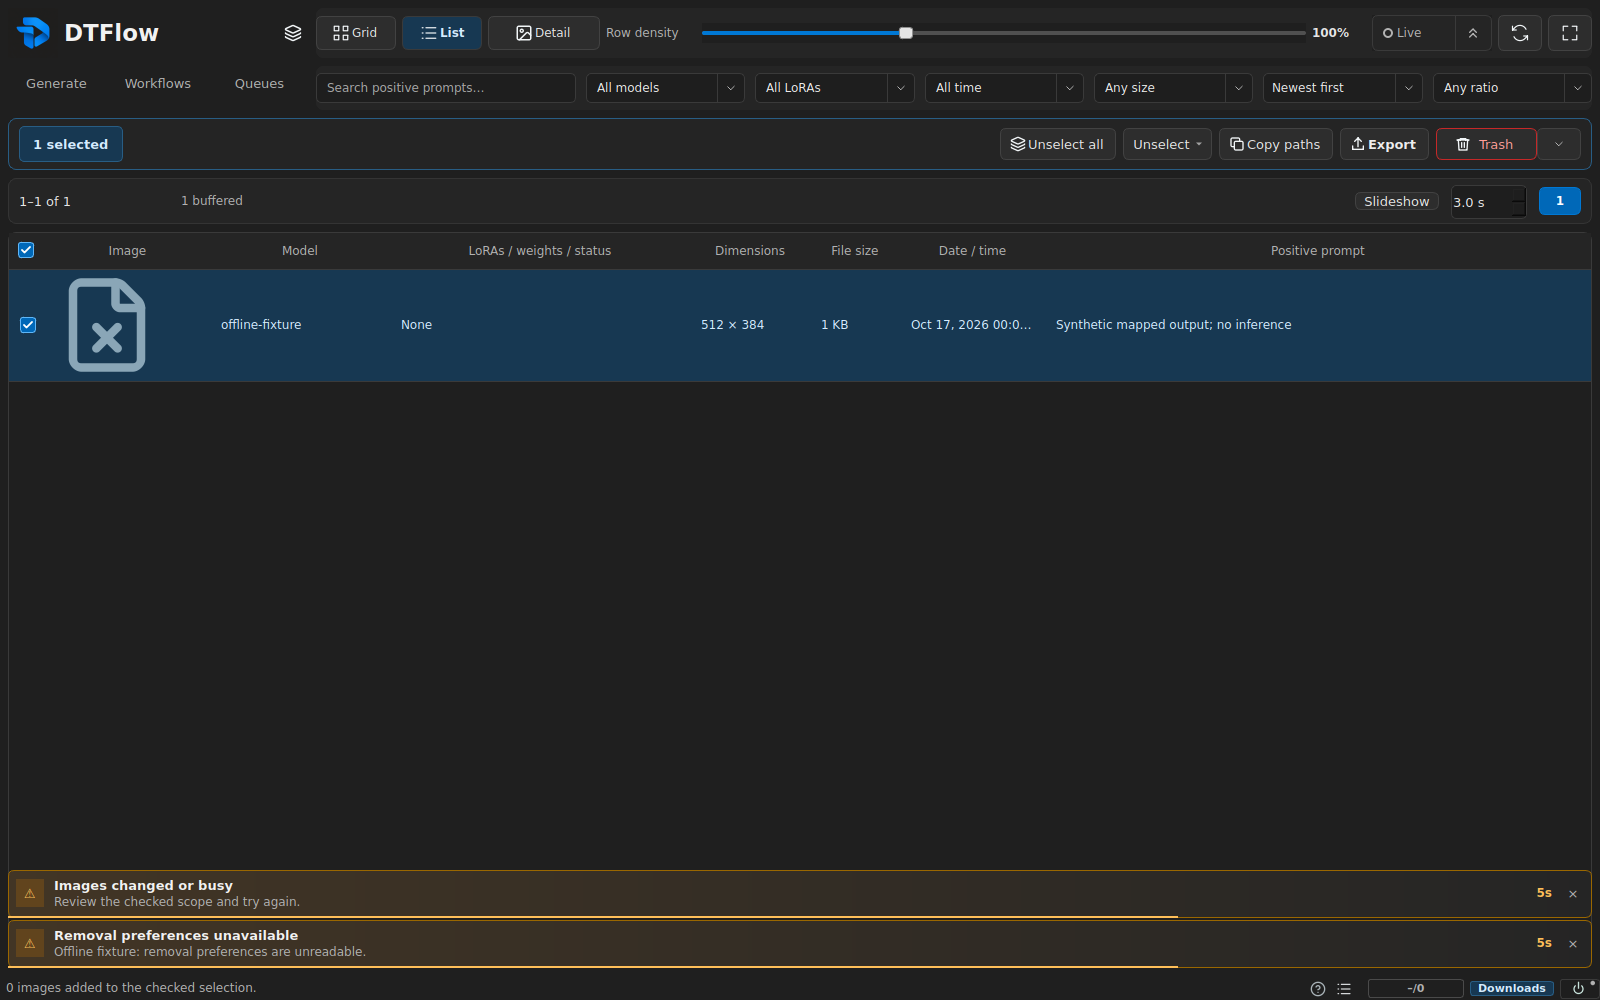 DTFlow
Grid
List
Detail
Row density
100%
Live
Generate
Workflows
Queues
Search positive prompts...
All models
All LoRAs
All time
Any size
Newest first
Any ratio
1 selected
Unselect all
Unselect
Copy paths
Export
Trash
1–1 of 1
1 buffered
Slideshow
3.0 s
1
Image
Model
LoRAs / weights / status
Dimensions
File size
Date / time
Positive prompt
offline-fixture
None
512 × 384
1 KB
Oct 17, 2026 00:0...
Synthetic mapped output; no inference
Images changed or busy
Review the checked scope and try again.
5s
Removal preferences unavailable
Offline fixture: removal preferences are unreadable.
5s
0 images added to the checked selection.
–/0
Downloads